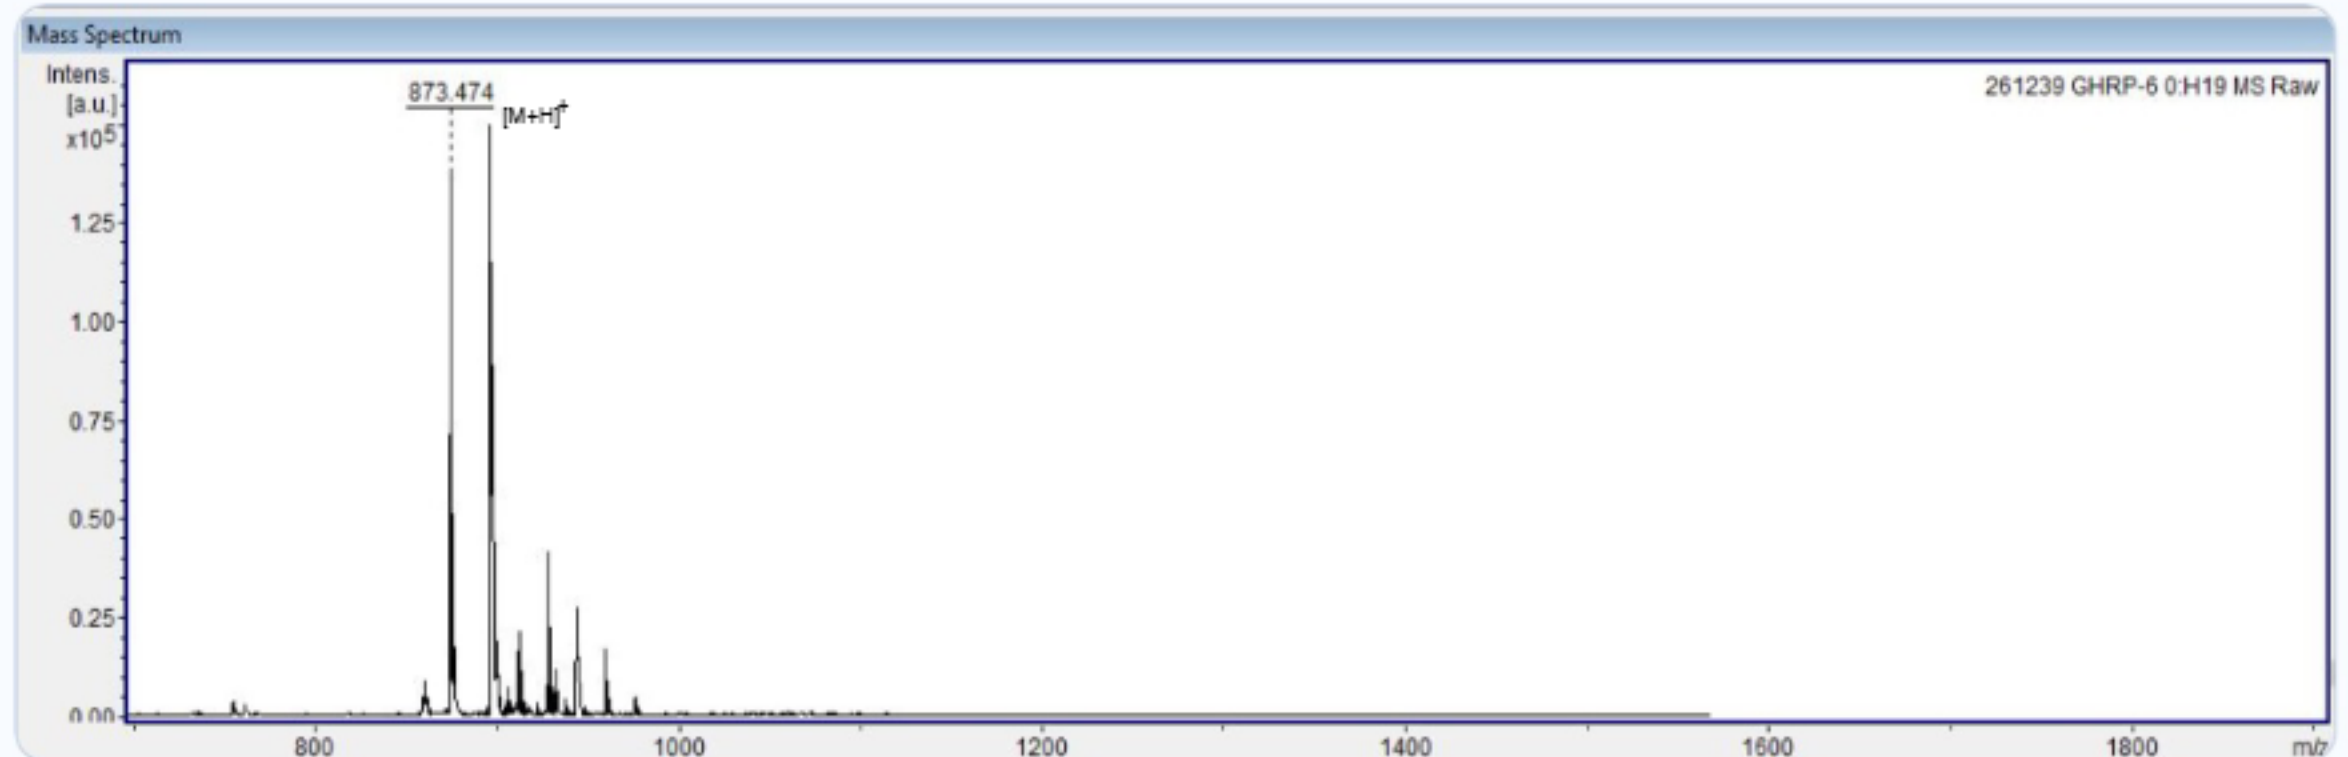 Mass Spectrum
Intens.
[a.u.]
x10⁵
873.474
[M+H]⁺
261239 GHRP-6 0:H19 MS Raw
1.25
1.00
0.75
0.50
0.25
0.00
800 1000 1200 1400 1600 1800 m/z